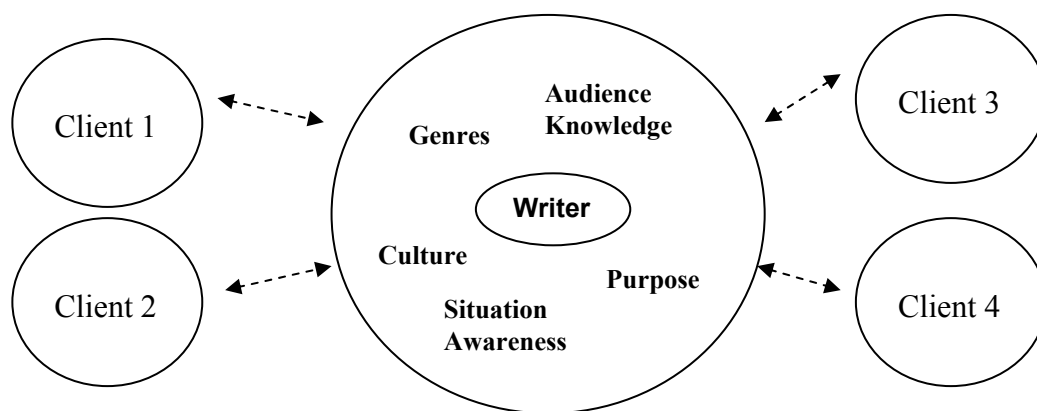 Client 1
Client 2
Genres
Audience
Knowledge
Writer
Culture
Purpose
Situation
Awareness
Client 3
Client 4